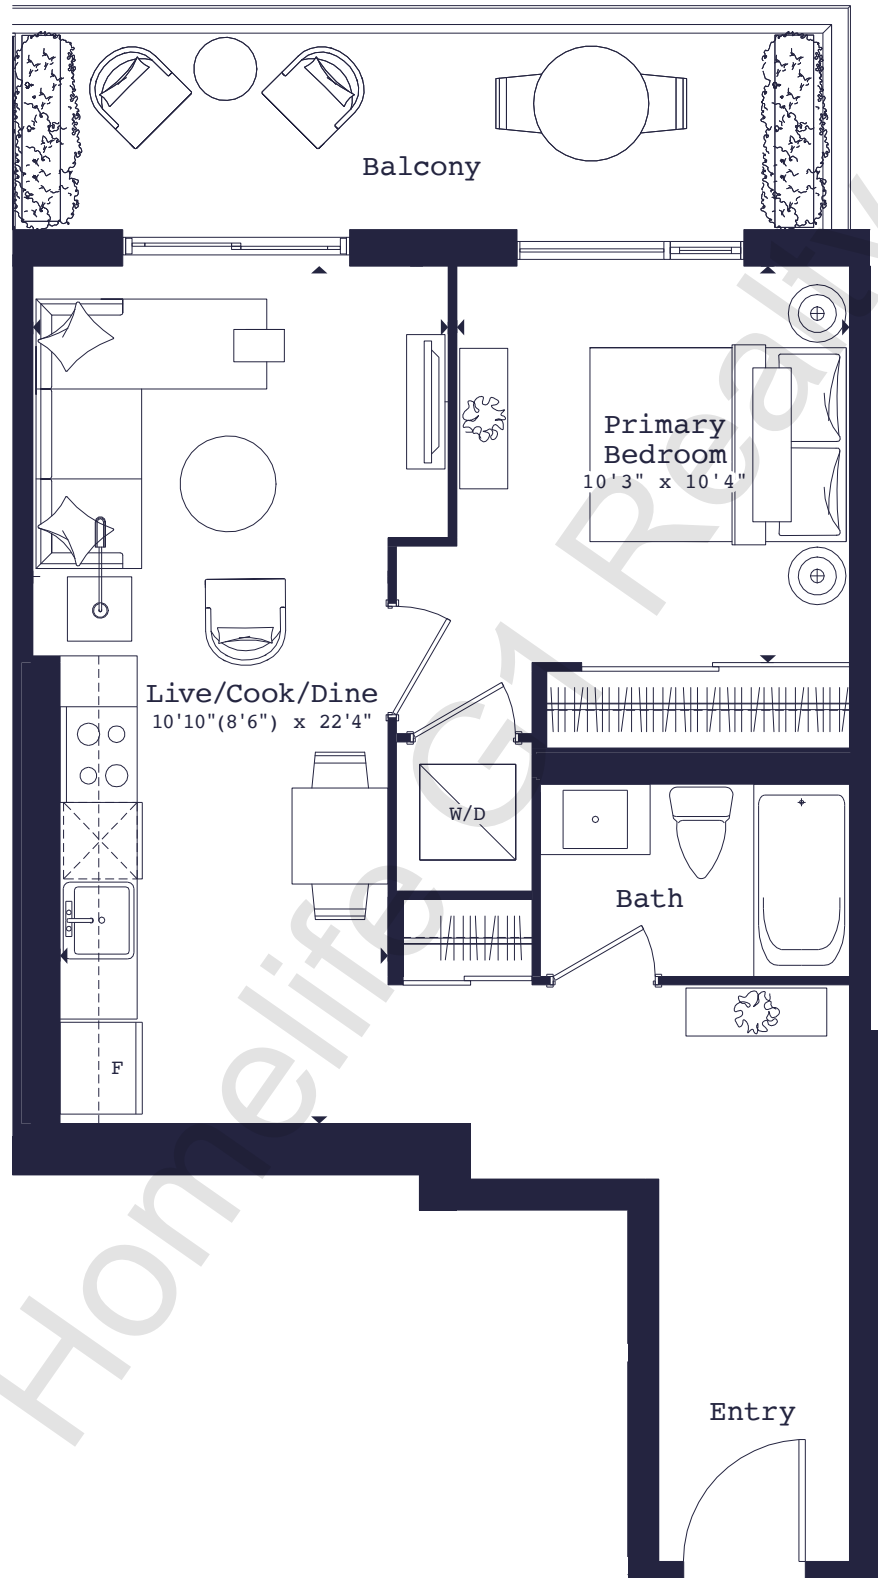 Balcony
Primary
Bedroom
10'3" x 10'4"
Live/Cook/Dine
10'10"(8'6") x 22'4"
W/D
Bath
F
Entry
Homelife G1 Realty